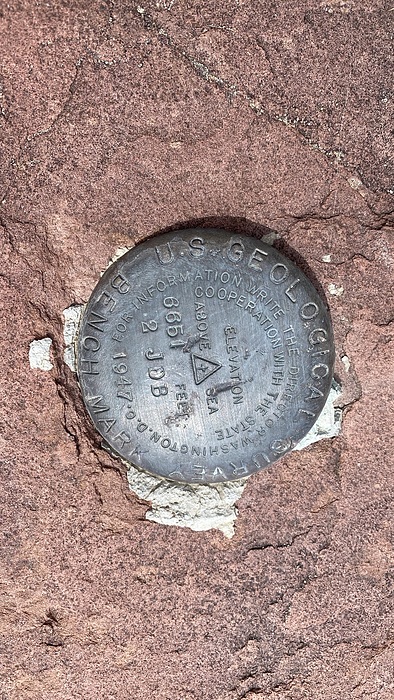 U.S. GEOLOGICAL SURVEY
BENCH MARK
FOR INFORMATION WRITE THE DIRECTOR, WASHINGTON, D.C.
COOPERATION WITH THE STATE
ELEVATION
ABOVE SEA
6651
FEET
2 JDB
1947